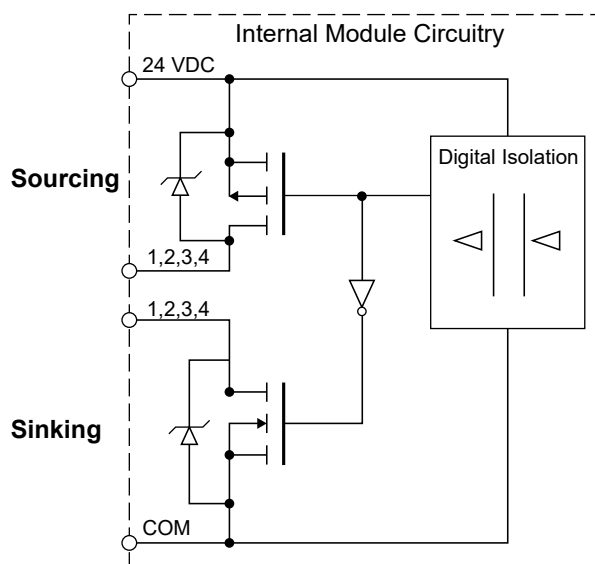 Internal Module Circuitry
24 VDC
Digital Isolation
Sourcing
1,2,3,4
1,2,3,4
Sinking
COM